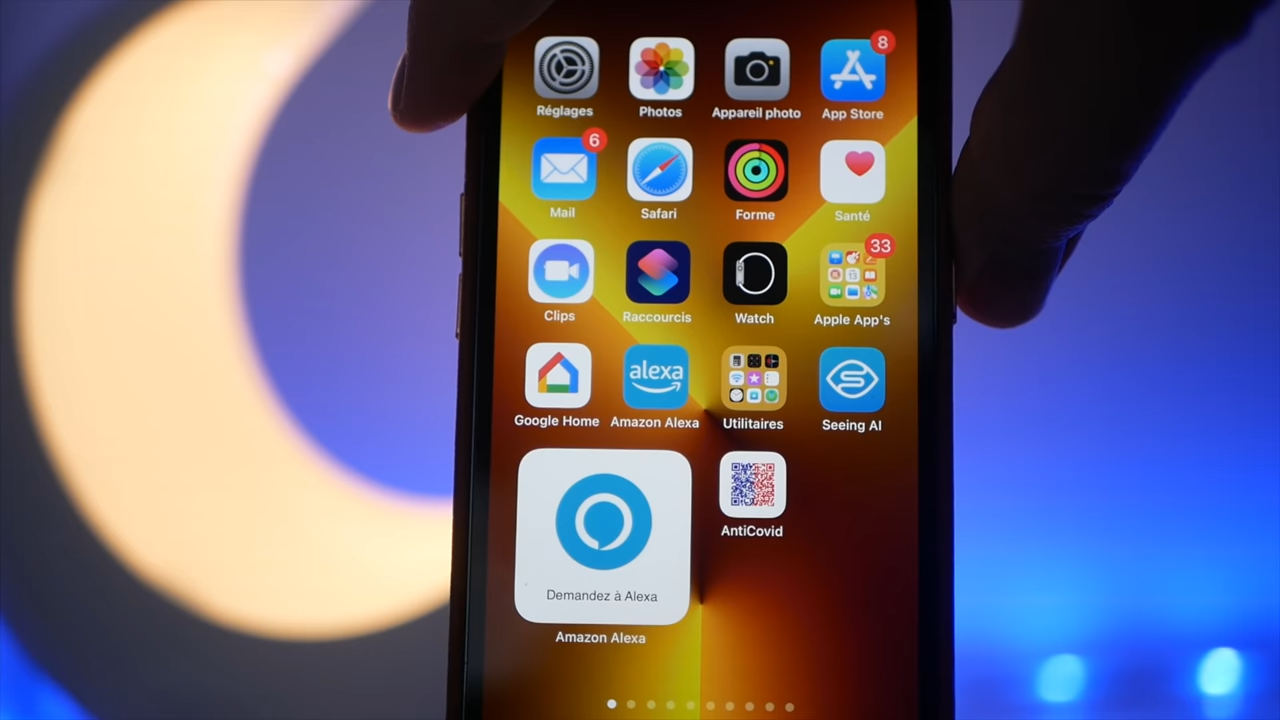 8
Réglages
Photos
Appareil photo
App Store
6
Mail
Safari
Forme
Santé
33
Clips
Raccourcis
Watch
Apple App's
alexa
Google Home
Amazon Alexa
Utilitaires
Seeing AI
Demandez à Alexa
Amazon Alexa
AntiCovid